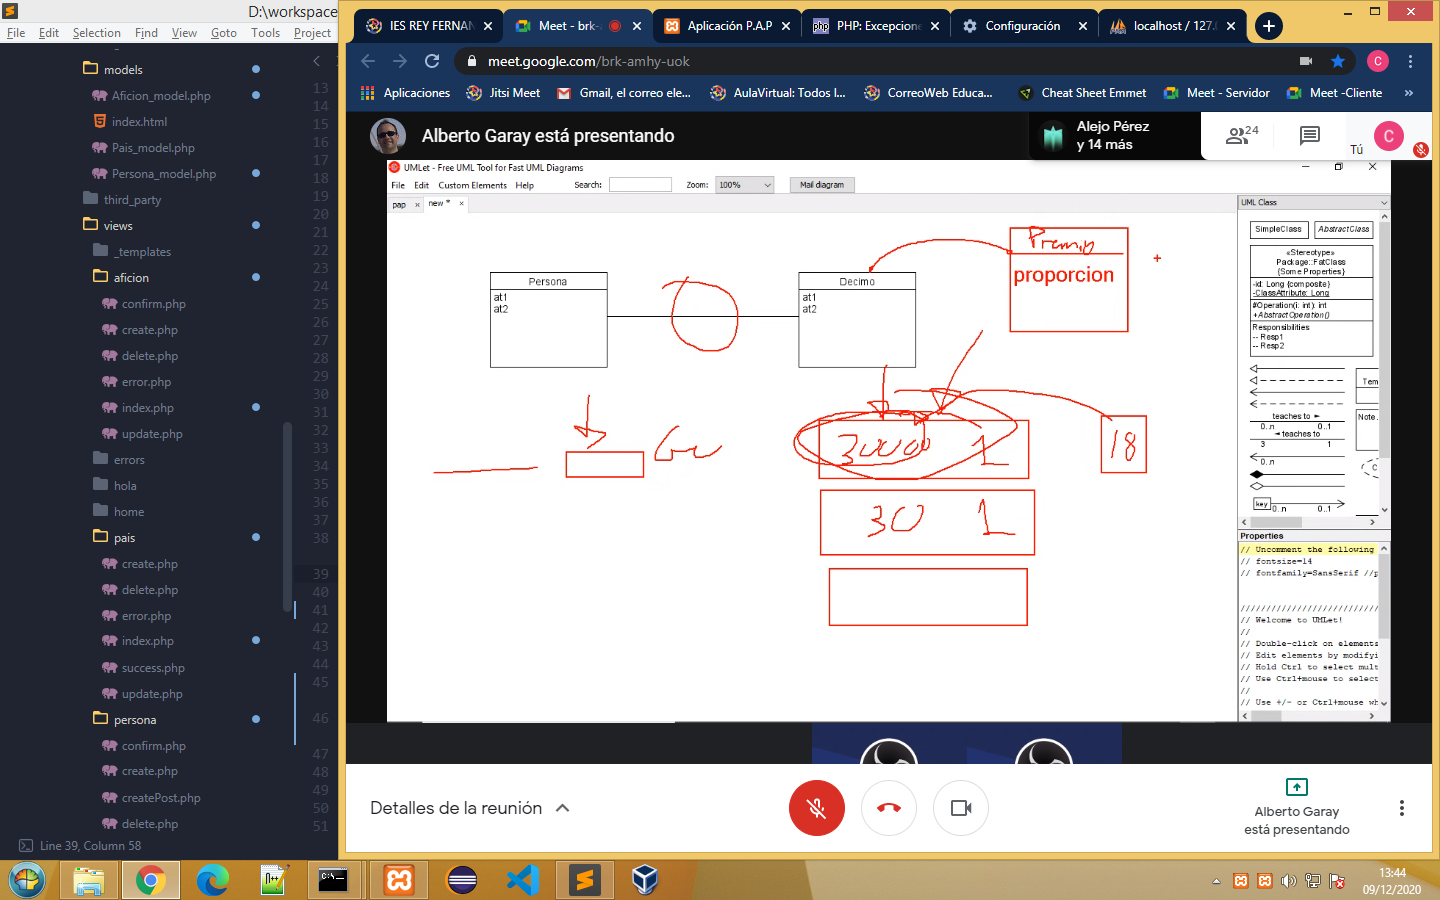 D:\workspace
File Edit Selection Find View Goto Tools Project
models
Aficion_model.php
index.html
Pais_model.php
Persona_model.php
third_party
views
_templates
aficion
confirm.php
create.php
delete.php
error.php
index.php
update.php
errors
hola
home
pais
create.php
delete.php
error.php
index.php
success.php
update.php
persona
confirm.php
create.php
createPost.php
delete.php
13
14
15
16
17
18
19
20
21
22
23
24
25
26
27
28
29
30
31
32
33
34
35
36
37
38
39
40
41
42
43
44
45
46
47
48
49
50
51
Line 39, Column 58
IES REY FERNAN
Meet - brk-
Aplicación P.A.P
PHP: Excepcione
Configuración
localhost / 127.0
meet.google.com/brk-amhy-uok
Aplicaciones
Jitsi Meet
Gmail, el correo ele...
AulaVirtual: Todos l...
CorreoWeb Educa...
Cheat Sheet Emmet
Meet - Servidor
Meet -Cliente
»
Alberto Garay está presentando
Alejo Pérez
y 14 más
24
Tú
C
UMLet - Free UML Tool for Fast UML Diagrams
File Edit Custom Elements Help Search: Zoom: 100% Mail diagram
pap
new *
Persona
at1
at2
Decimo
at1
at2
Premio
proporcion
30000 1
18
30 1
UML Class
SimpleClass
AbstractClass
«Stereotype»
Package::FatClass
{Some Properties}
-id: Long {composite}
-ClassAttribute: Long
#Operation(i: int): int
+AbstractOperation()
Responsibilities
-- Resp1
-- Resp2
Tem
Note.
teaches to ►
0..n 0..1
◄ teaches to
3 1
0..n
C
key
0..n 0..1
Properties
// Uncomment the following
// fontsize=14
// fontfamily=SansSerif //p
////////////////////////////
// Welcome to UMLet!
//
// Double-click on elements
// Edit elements by modifyi
// Hold Ctrl to select mult
// Use Ctrl+mouse to select
//
// Use +/- or Ctrl+mouse wh
Detalles de la reunión
Alberto Garay
está presentando
13:44
09/12/2020